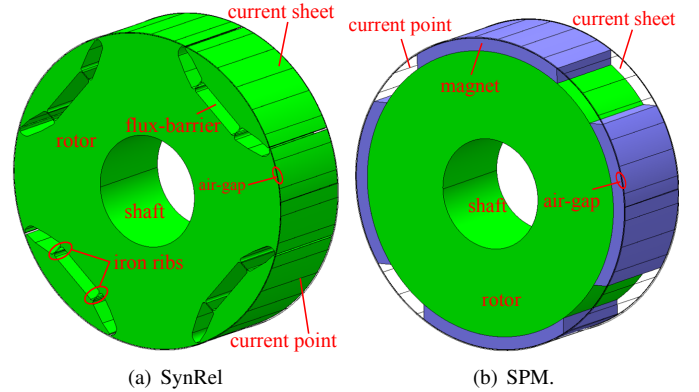 current sheet
flux-barrier
rotor
air-gap
shaft
iron ribs
current point
(a) SynRel
current point
current sheet
magnet
air-gap
shaft
rotor
(b) SPM.